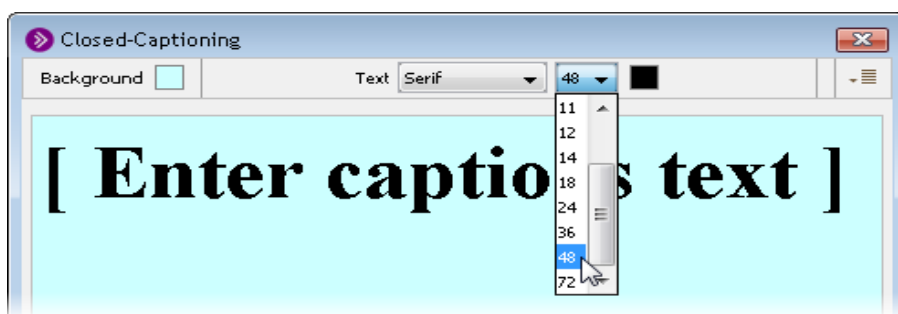 Closed-Captioning
Background Text Serif 48
11
12
14
18
24
36
48
72
[ Enter captio s text ]